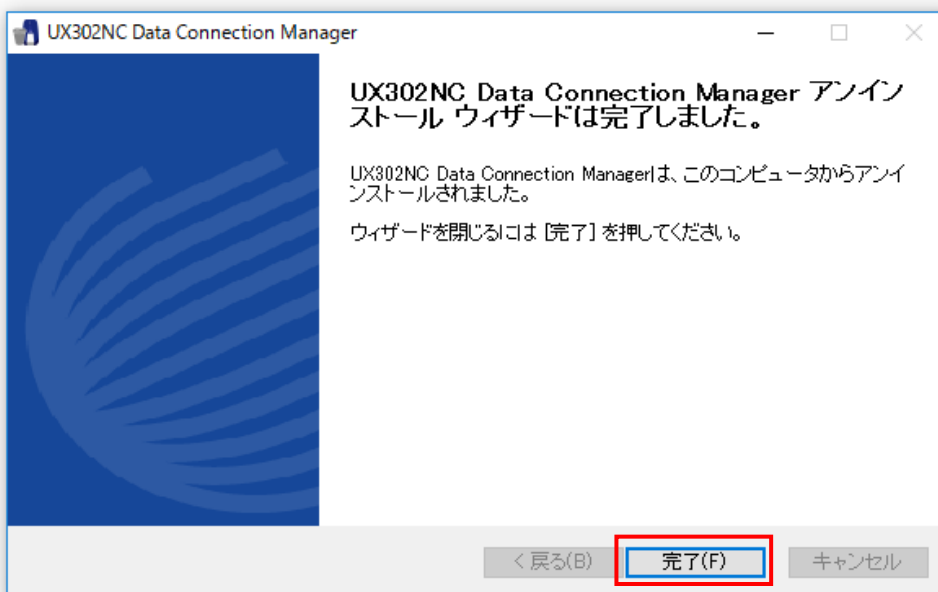 UX302NC Data Connection Manager
UX302NC Data Connection Manager アンイン
ストール ウィザードは完了しました。
UX302NC Data Connection Managerは、このコンピュータからアンイ
ンストールされました。
ウィザードを閉じるには [完了] を押してください。
< 戻る(B)
完了(F)
キャンセル